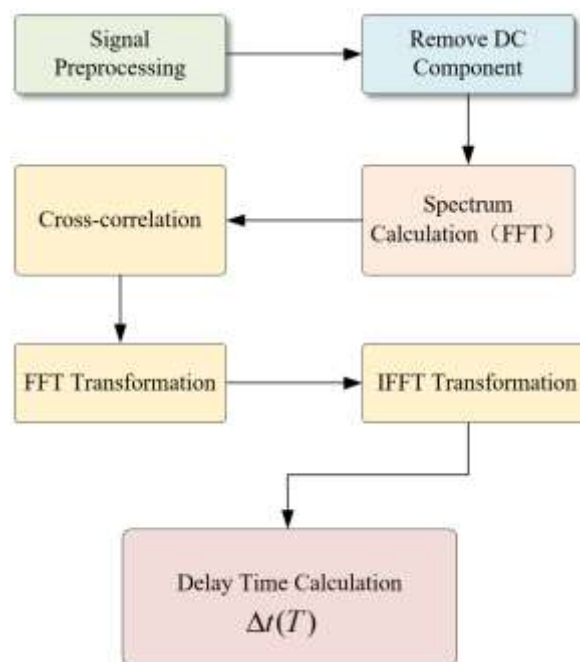 Signal
Preprocessing
Remove DC
Component
Spectrum
Calculation（FFT）
Cross-correlation
FFT Transformation
IFFT Transformation
Delay Time Calculation
Δt(T)